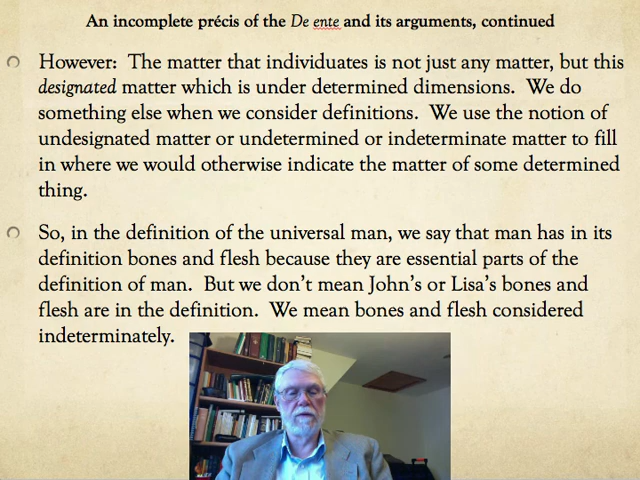 An incomplete précis of the De ente and its arguments, continued
However: The matter that individuates is not just any matter, but this
designated matter which is under determined dimensions. We do
something else when we consider definitions. We use the notion of
undesignated matter or undetermined or indeterminate matter to fill
in where we would otherwise indicate the matter of some determined
thing.
So, in the definition of the universal man, we say that man has in its
definition bones and flesh because they are essential parts of the
definition of man. But we don't mean John's or Lisa's bones and
flesh are in the definition. We mean bones and flesh considered
indeterminately.